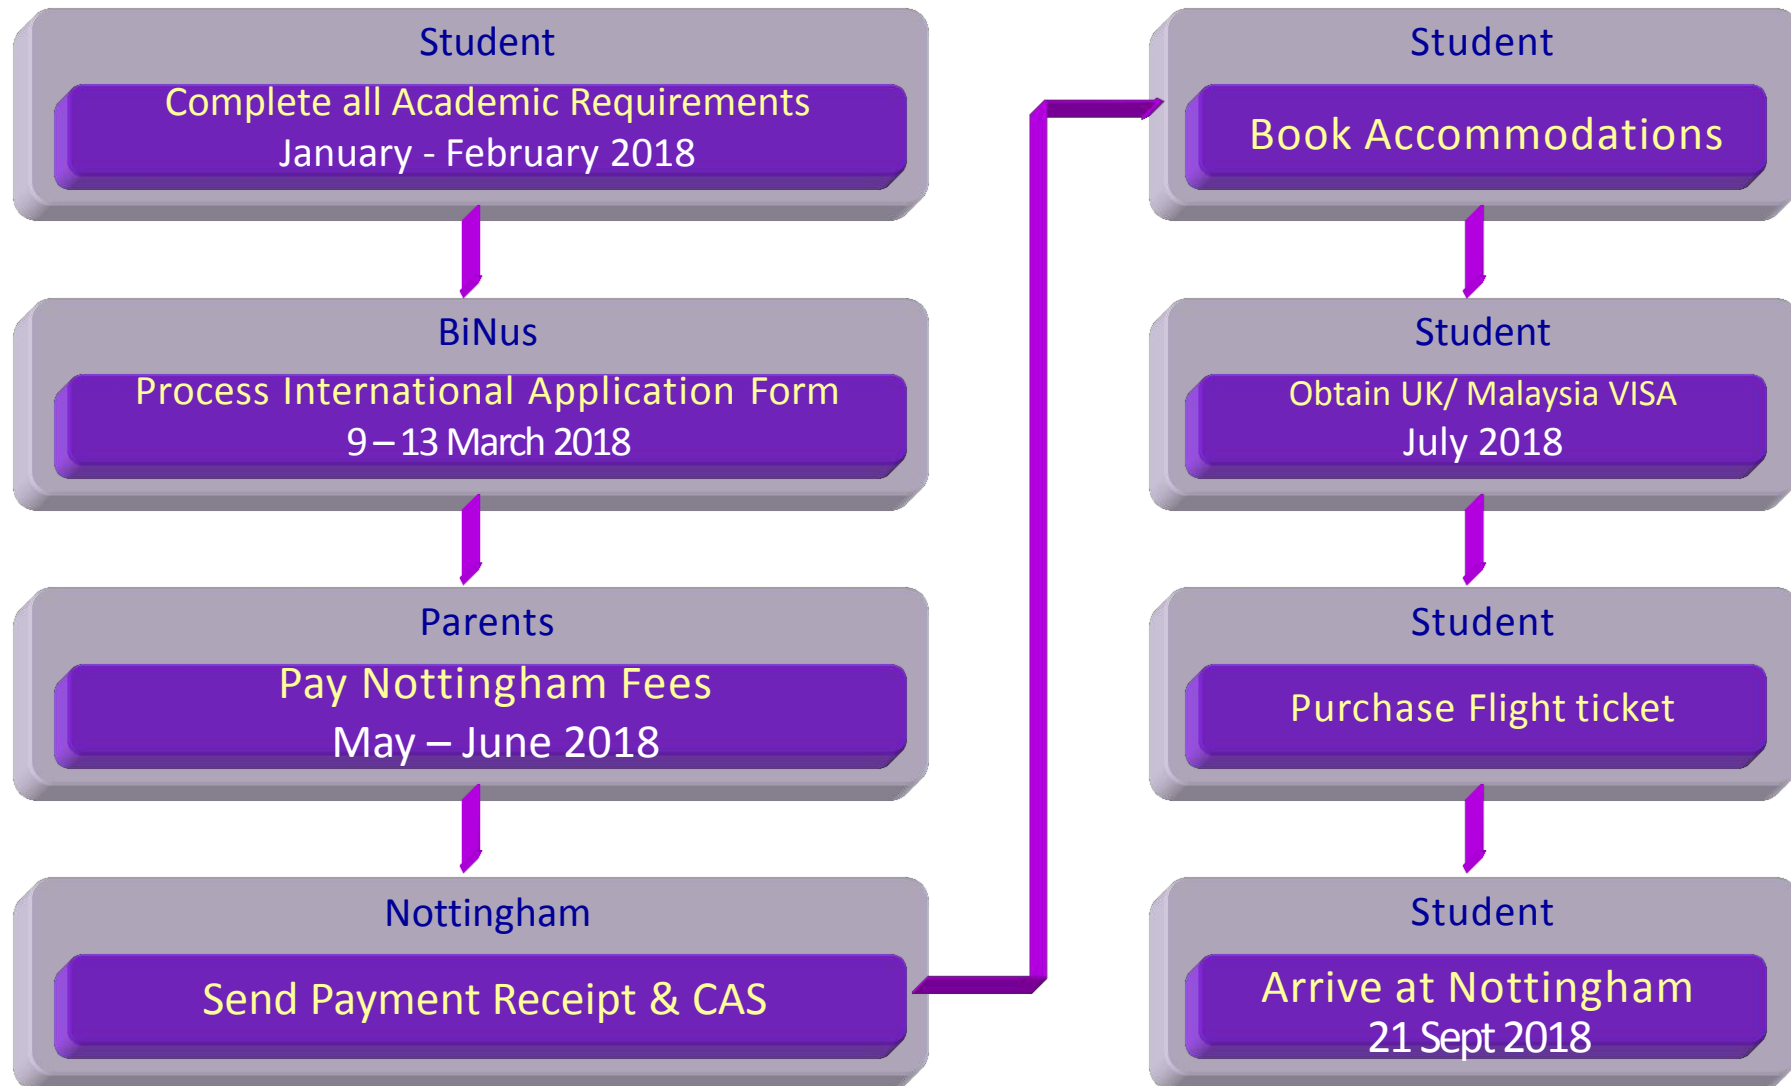 Student
Complete all Academic Requirements
January - February 2018
BiNus
Process International Application Form
9 – 13 March 2018
Parents
Pay Nottingham Fees
May – June 2018
Nottingham
Send Payment Receipt & CAS
Student
Book Accommodations
Student
Obtain UK/ Malaysia VISA
July 2018
Student
Purchase Flight ticket
Student
Arrive at Nottingham
21 Sept 2018